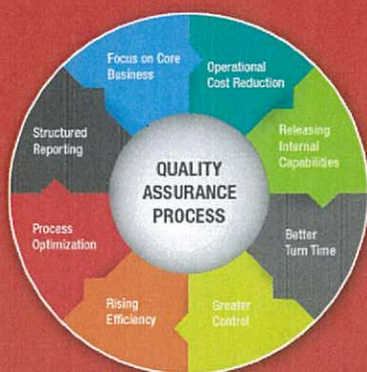 Focus on Core
Business
Operational
Cost Reduction
Releasing
Internal
Capabilities
Better
Turn Time
Greater
Control
Rising
Efficiency
Process
Optimization
Structured
Reporting
QUALITY
ASSURANCE
PROCESS